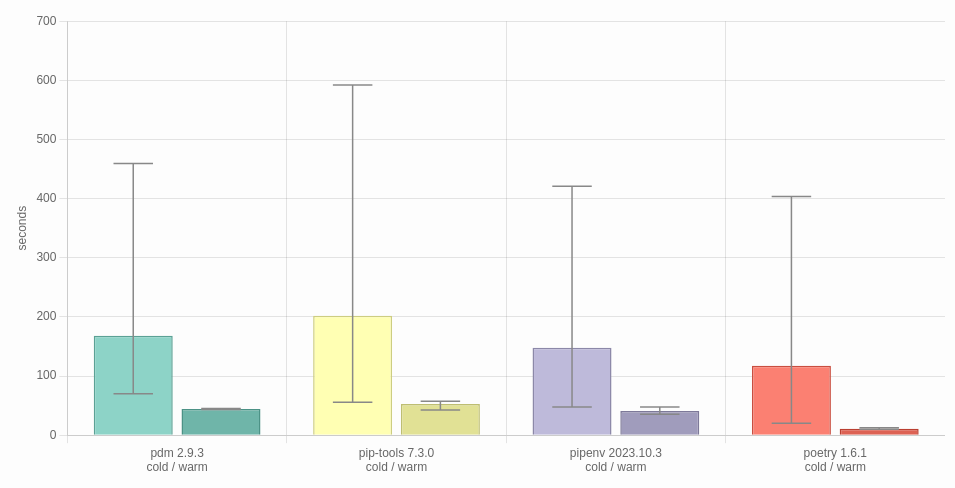 700
600
500
400
300
200
100
0
seconds
pdm 2.9.3
cold / warm
pip-tools 7.3.0
cold / warm
pipenv 2023.10.3
cold / warm
poetry 1.6.1
cold / warm